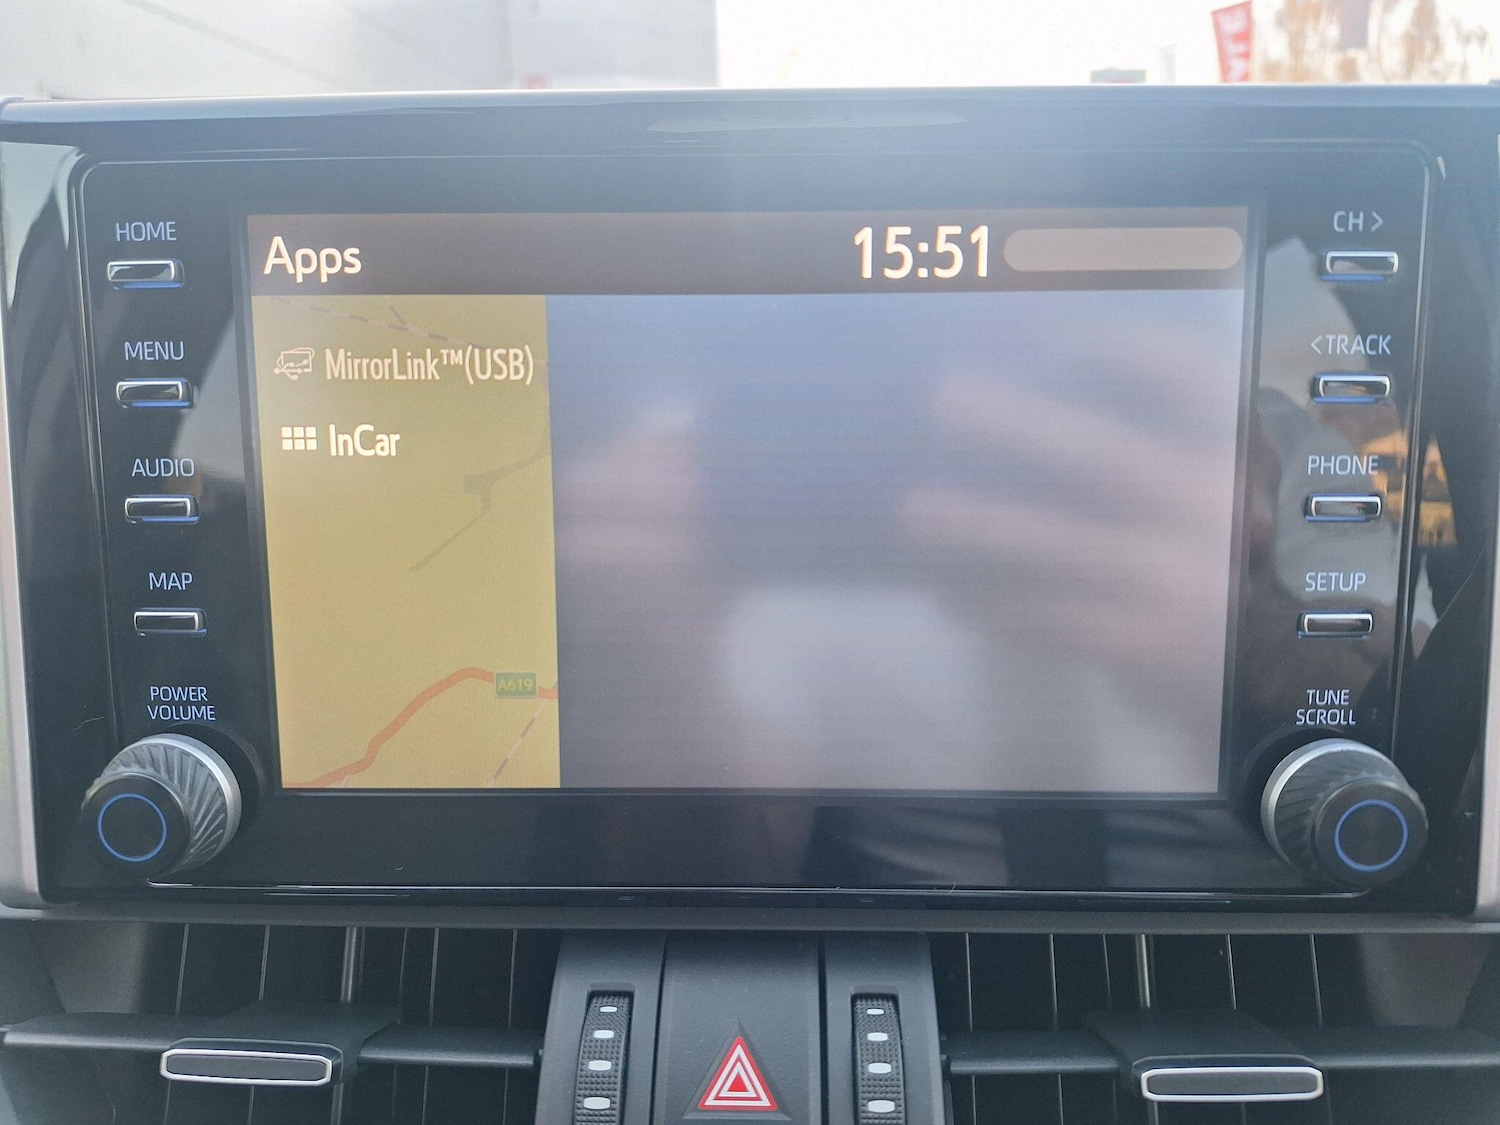 HOME
MENU
AUDIO
MAP
POWER
VOLUME
Apps
15:51
MirrorLink™(USB)
InCar
A619
CH >
< TRACK
PHONE
SETUP
TUNE
SCROLL